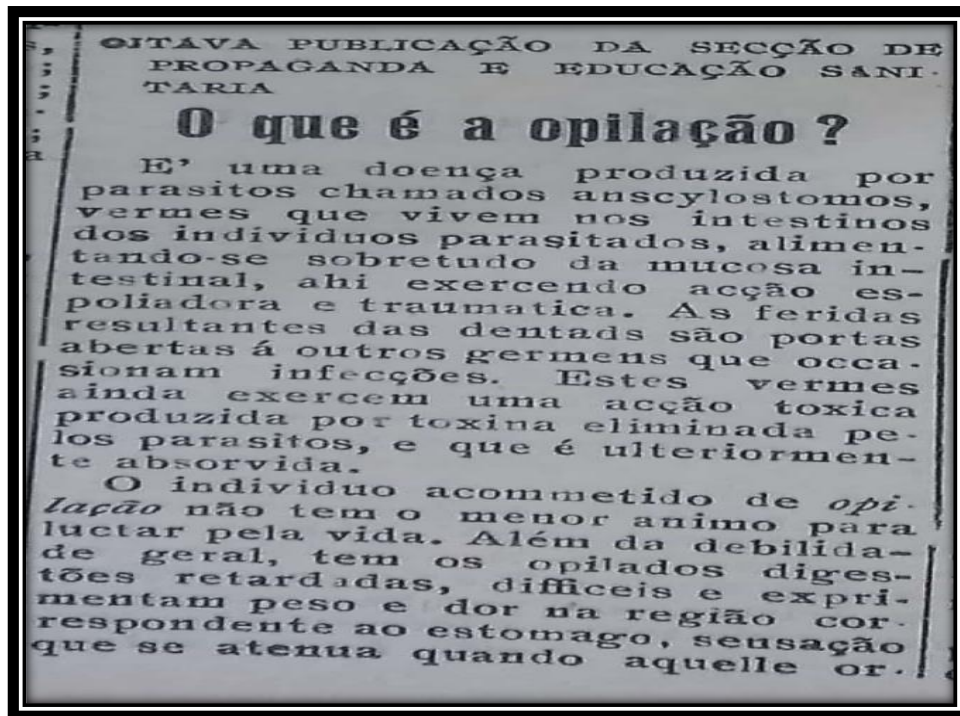 OITAVA PUBLICAÇÃO DA SECÇÃO DE
PROPAGANDA E EDUCAÇÃO SANI-
TARIA
O que é a opilação?
E' uma doença produzida por
parasitos chamados anscylostomos,
vermes que vivem nos intestinos
dos individuos parasitados, alimen-
tando-se sobretudo da mucosa in-
testinal, ahi exercendo acção es-
poliadora e traumatica. As feridas
resultantes das dentads são portas
abertas á outros germens que occa-
sionam infecções. Estes vermes
ainda exercem uma acção toxica
produzida por toxina eliminada pe-
los parasitos, e que é ulteriormen-
te absorvida.
O individuo acommetido de opi-
lação não tem o menor animo para
luctar pela vida. Além da debilida-
de geral, tem os opilados diges-
tões retardadas, difficeis e expri-
mentam peso e dor na região cor-
respondente ao estomago, sensação
que se atenua quando aquelle or-